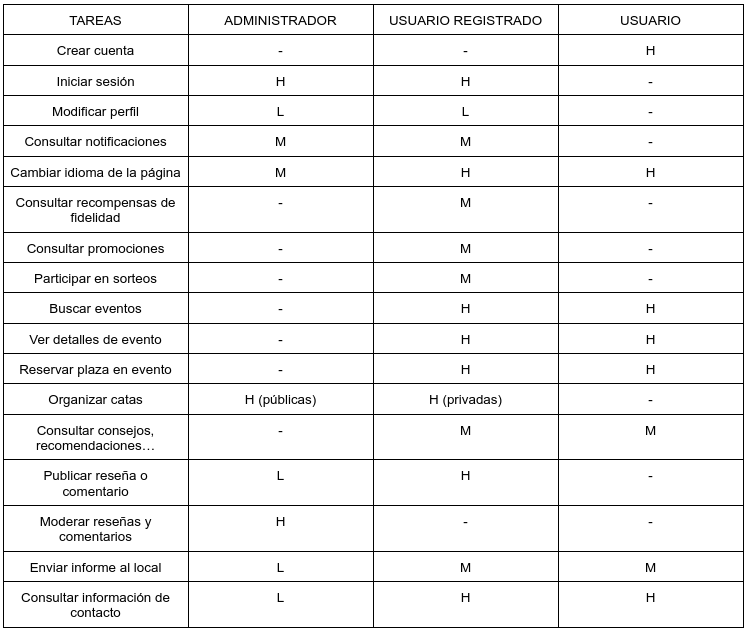 TAREAS ADMINISTRADOR USUARIO REGISTRADO USUARIO
Crear cuenta - - H
Iniciar sesión H H -
Modificar perfil L L -
Consultar notificaciones M M -
Cambiar idioma de la página M H H
Consultar recompensas de - M -
fidelidad
Consultar promociones - M -
Participar en sorteos - M -
Buscar eventos - H H
Ver detalles de evento - H H
Reservar plaza en evento - H H
Organizar catas H (públicas) H (privadas) -
Consultar consejos, - M M
recomendaciones…
Publicar reseña o L H -
comentario
Moderar reseñas y H - -
comentarios
Enviar informe al local L M M
Consultar información de L H H
contacto